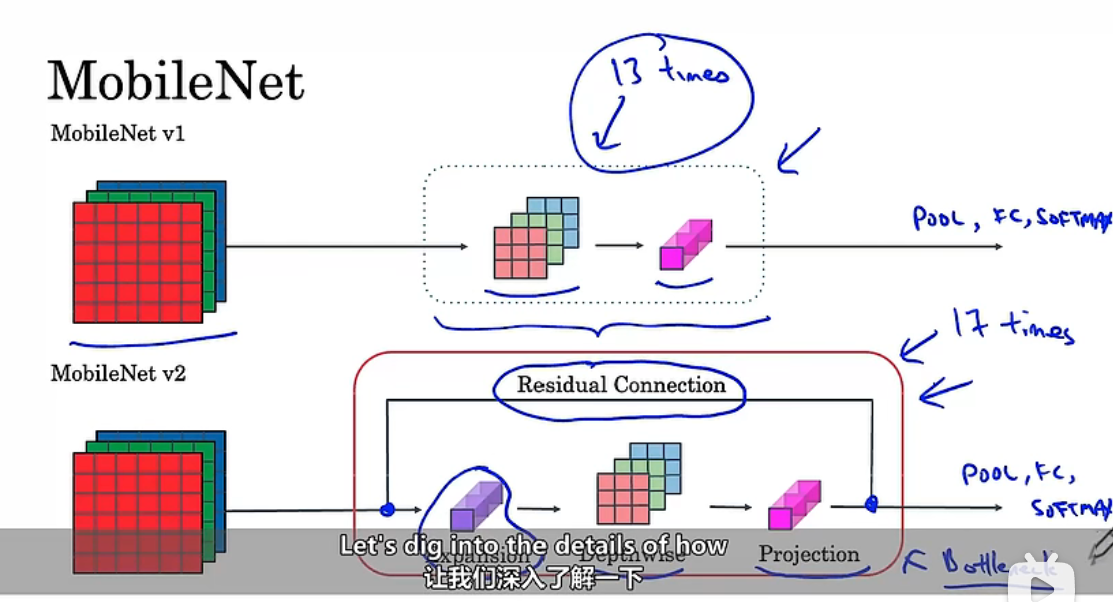 MobileNet
MobileNet v1
13 times
POOL, FC, SOFTMAX
17 times
MobileNet v2
Residual Connection
POOL, FC,
SOFTMAX
Expansion Depthwise Projection
Bottleneck
Let's dig into the details of how
让我们深入了解一下